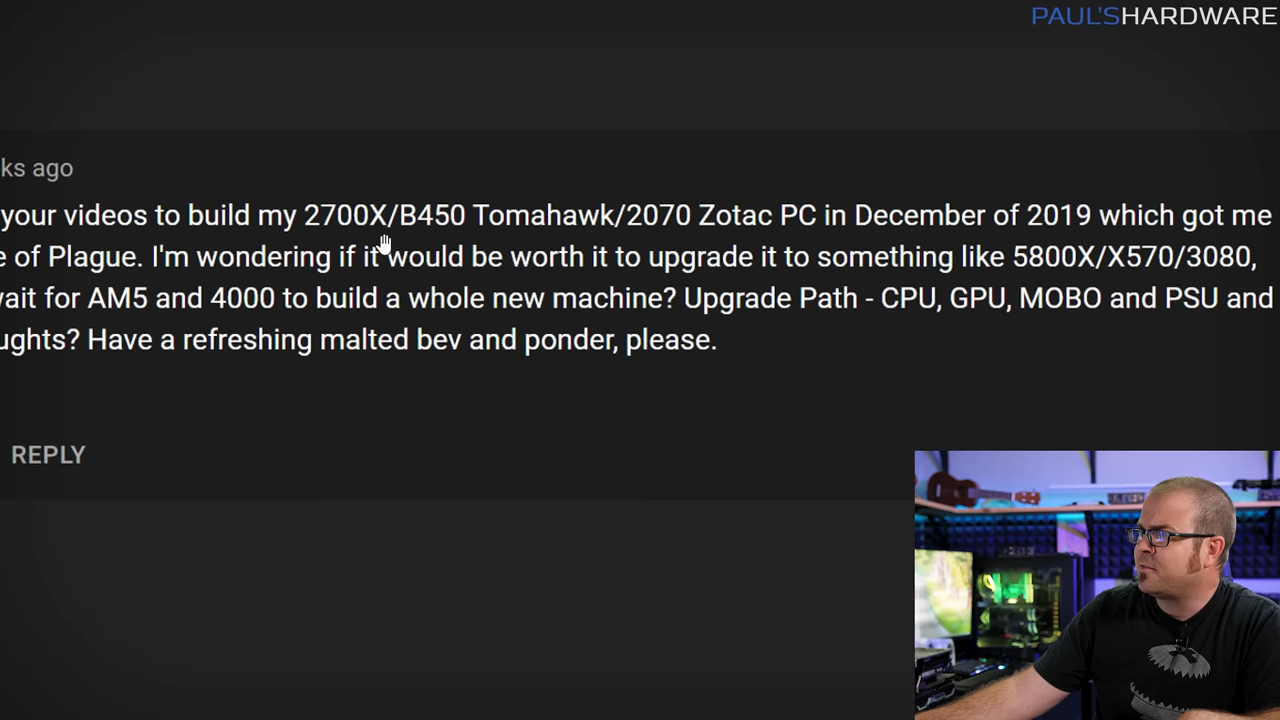 PAUL'SHARDWARE
ks ago
your videos to build my 2700X/B450 Tomahawk/2070 Zotac PC in December of 2019 which got me
e of Plague. I'm wondering if it would be worth it to upgrade it to something like 5800X/X570/3080,
wait for AM5 and 4000 to build a whole new machine? Upgrade Path - CPU, GPU, MOBO and PSU and
ughts? Have a refreshing malted bev and ponder, please.
REPLY